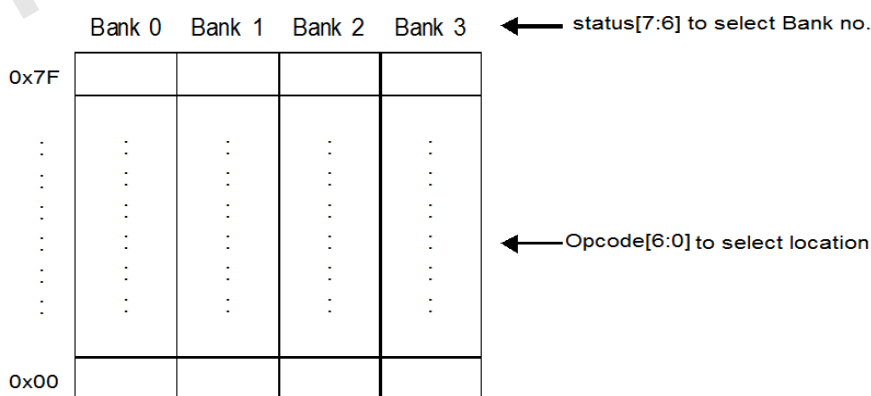 Bank 0 Bank 1 Bank 2 Bank 3 status[7:6] to select Bank no.
0x7F
Opcode[6:0] to select location
0x00